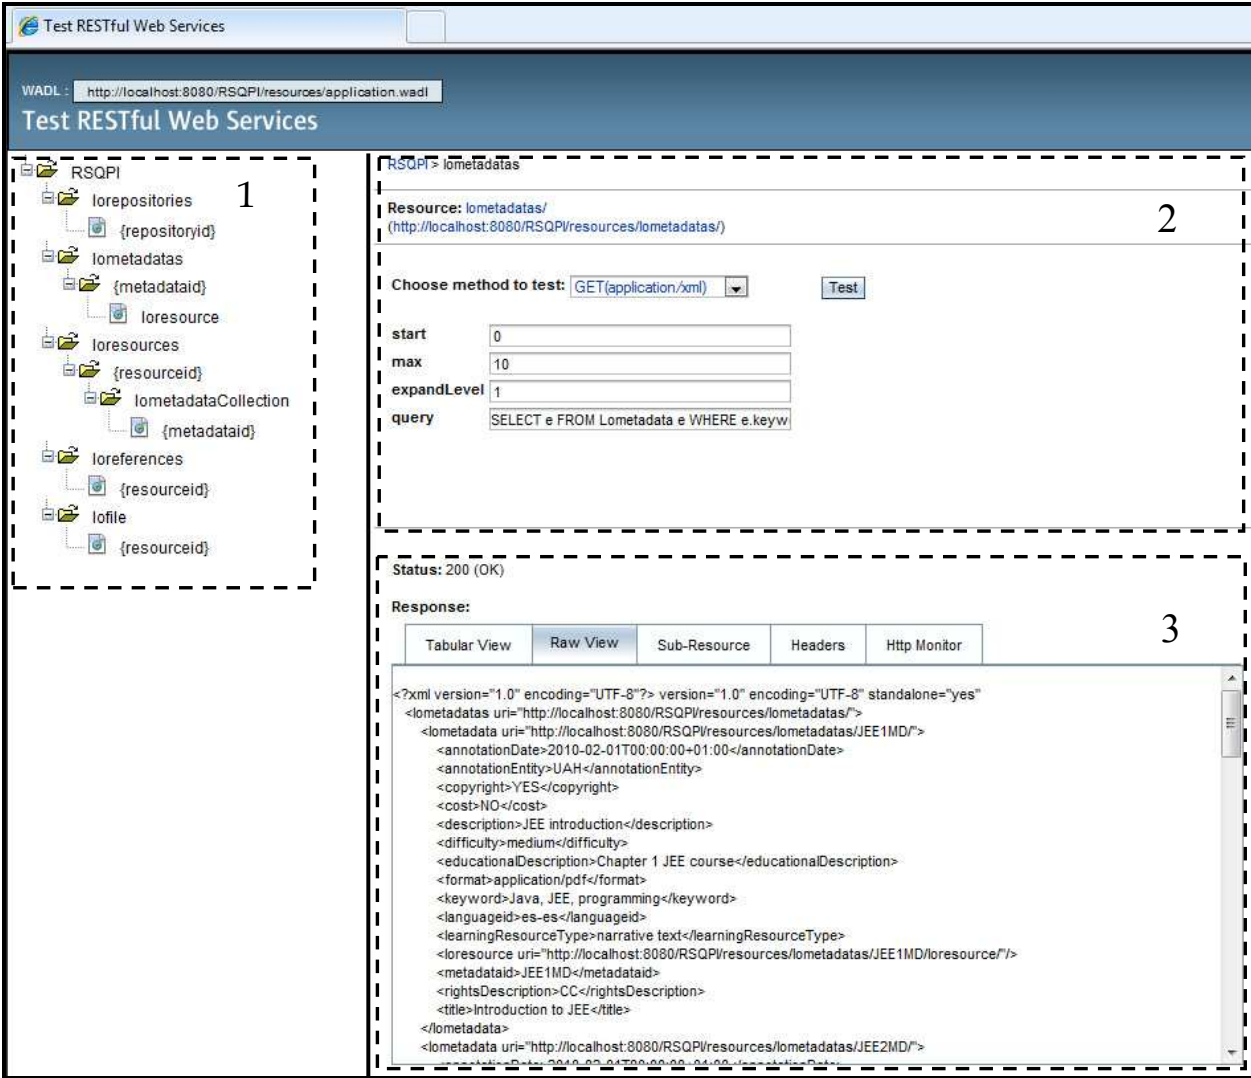 Test RESTful Web Services
WADL : http://localhost:8080/RSQPI/resources/application.wadl
Test RESTful Web Services
RSQPI
1
lorepositories
{repositoryid}
lometadatas
{metadataid}
loresource
loresources
{resourceid}
lometadataCollection
{metadataid}
loreferences
{resourceid}
lofile
{resourceid}
RSQPI > lometadatas
2
Resource: lometadatas/
(http://localhost:8080/RSQPI/resources/lometadatas/)
Choose method to test: GET(application/xml) Test
start 0
max 10
expandLevel 1
query SELECT e FROM Lometadata e WHERE e.keyw
Status: 200 (OK)
Response:
3
Tabular View Raw View Sub-Resource Headers Http Monitor
<?xml version="1.0" encoding="UTF-8"?> version="1.0" encoding="UTF-8" standalone="yes"
<lometadatas uri="http://localhost:8080/RSQPI/resources/lometadatas/">
<lometadata uri="http://localhost:8080/RSQPI/resources/lometadatas/JEE1MD/">
<annotationDate>2010-02-01T00:00:00+01:00</annotationDate>
<annotationEntity>UAH</annotationEntity>
<copyright>YES</copyright>
<cost>NO</cost>
<description>JEE introduction</description>
<difficulty>medium</difficulty>
<educationalDescription>Chapter 1 JEE course</educationalDescription>
<format>application/pdf</format>
<keyword>Java, JEE, programming</keyword>
<languageid>es-es</languageid>
<learningResourceType>narrative text</learningResourceType>
<loresource uri="http://localhost:8080/RSQPI/resources/lometadatas/JEE1MD/loresource/"/>
<metadataid>JEE1MD</metadataid>
<rightsDescription>CC</rightsDescription>
<title>Introduction to JEE</title>
</lometadata>
<lometadata uri="http://localhost:8080/RSQPI/resources/lometadatas/JEE2MD/">